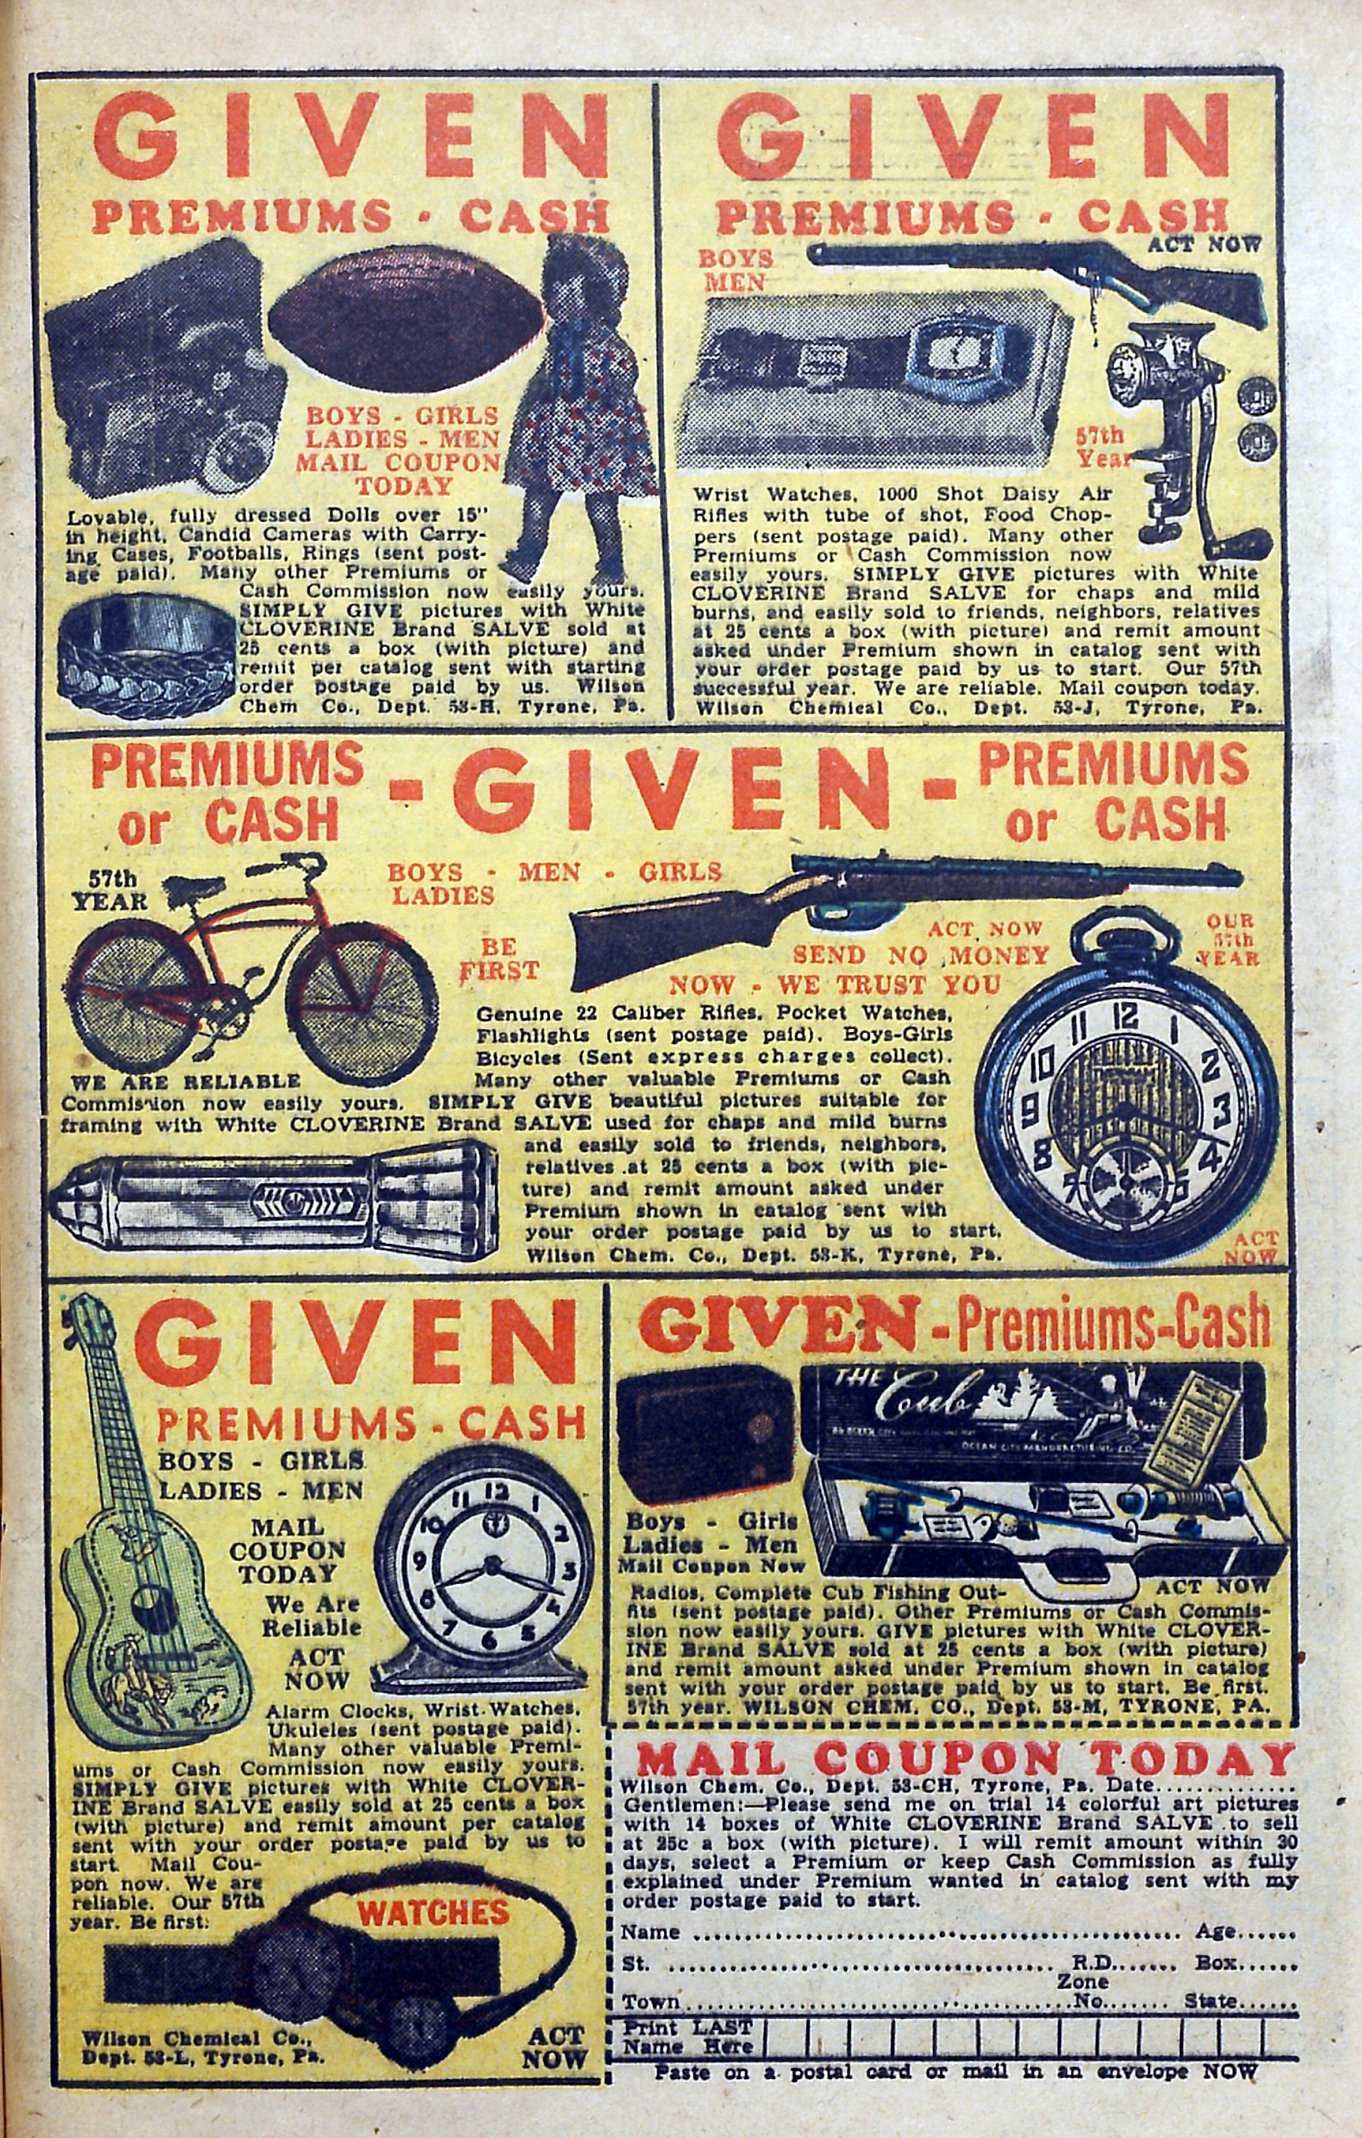 GIVEN
PREMIUMS - CASH
BOYS - GIRLS
LADIES - MEN
MAIL COUPON
TODAY
Lovable, fully dressed Dolls over 15"
in height, Candid Cameras with Carry-
ing Cases, Footballs, Rings (sent post-
age paid). Many other Premiums or
Cash Commission now easily yours.
SIMPLY GIVE pictures with White
CLOVERINE Brand SALVE sold at
25 cents a box (with picture) and
remit per catalog sent with starting
order postage paid by us. Wilson
Chem Co., Dept. 53-H, Tyrone, Pa.
GIVEN
PREMIUMS - CASH
ACT NOW
BOYS
MEN
57th
Year
Wrist Watches, 1000 Shot Daisy Air
Rifles with tube of shot, Food Chop-
pers (sent postage paid). Many other
Premiums or Cash Commission now
easily yours. SIMPLY GIVE pictures with White
CLOVERINE Brand SALVE for chaps and mild
burns, and easily sold to friends, neighbors, relatives
at 25 cents a box (with picture) and remit amount
asked under Premium shown in catalog sent with
your order postage paid by us to start. Our 57th
successful year. We are reliable. Mail coupon today.
Wilson Chemical Co., Dept. 53-J, Tyrone, Pa.
PREMIUMS
or CASH
- GIVEN -
PREMIUMS
or CASH
57th
YEAR
BOYS - MEN - GIRLS
LADIES
BE
FIRST
ACT NOW
SEND NO MONEY
NOW - WE TRUST YOU
OUR
57th
YEAR
Genuine 22 Caliber Rifles, Pocket Watches,
Flashlights (sent postage paid). Boys-Girls
Bicycles (Sent express charges collect).
WE ARE RELIABLE Many other valuable Premiums or Cash
Commission now easily yours. SIMPLY GIVE beautiful pictures suitable for
framing with White CLOVERINE Brand SALVE used for chaps and mild burns
and easily sold to friends, neighbors,
relatives at 25 cents a box (with pic-
ture) and remit amount asked under
Premium shown in catalog sent with
your order postage paid by us to start.
Wilson Chem. Co., Dept. 53-K, Tyrone, Pa.
12 1 2 3 4 6 7 8 9 10 11
ACT
NOW
GIVEN
PREMIUMS - CASH
BOYS - GIRLS
LADIES - MEN
MAIL
COUPON
TODAY
We Are
Reliable
ACT
NOW
12 1 2 3 4 5 6 7 8 9 10 11
Alarm Clocks, Wrist Watches,
Ukuleles (sent postage paid).
Many other valuable Premi-
ums or Cash Commission now easily yours.
SIMPLY GIVE pictures with White CLOVER-
INE Brand SALVE easily sold at 25 cents a box
(with picture) and remit amount per catalog
sent with your order postage paid by us to
start. Mail Cou-
pon now. We are
reliable. Our 57th
year. Be first.
WATCHES
Wilson Chemical Co.,
Dept. 53-L, Tyrone, Pa.
ACT
NOW
GIVEN - Premiums - Cash
THE Cub
OCEAN CITY MANUFACTURING CO.
Boys - Girls
Ladies - Men
Mail Coupon Now
ACT NOW
Radios, Complete Cub Fishing Out-
fits (sent postage paid). Other Premiums or Cash Commis-
sion now easily yours. GIVE pictures with White CLOVER-
INE Brand SALVE sold at 25 cents a box (with picture)
and remit amount asked under Premium shown in catalog
sent with your order postage paid by us to start. Be first.
57th year. WILSON CHEM. CO., Dept. 53-M, TYRONE, PA.
MAIL COUPON TODAY
Wilson Chem. Co., Dept. 53-CH, Tyrone, Pa. Date..............
Gentlemen:—Please send me on trial 14 colorful art pictures
with 14 boxes of White CLOVERINE Brand SALVE to sell
at 25c a box (with picture). I will remit amount within 30
days, select a Premium or keep Cash Commission as fully
explained under Premium wanted in catalog sent with my
order postage paid to start.
Name .............................................. Age......
St. ....................................... R.D....... Box......
Zone
Town.......................................No....... State......
Print LAST
Name Here
Paste on a postal card or mail in an envelope NOW